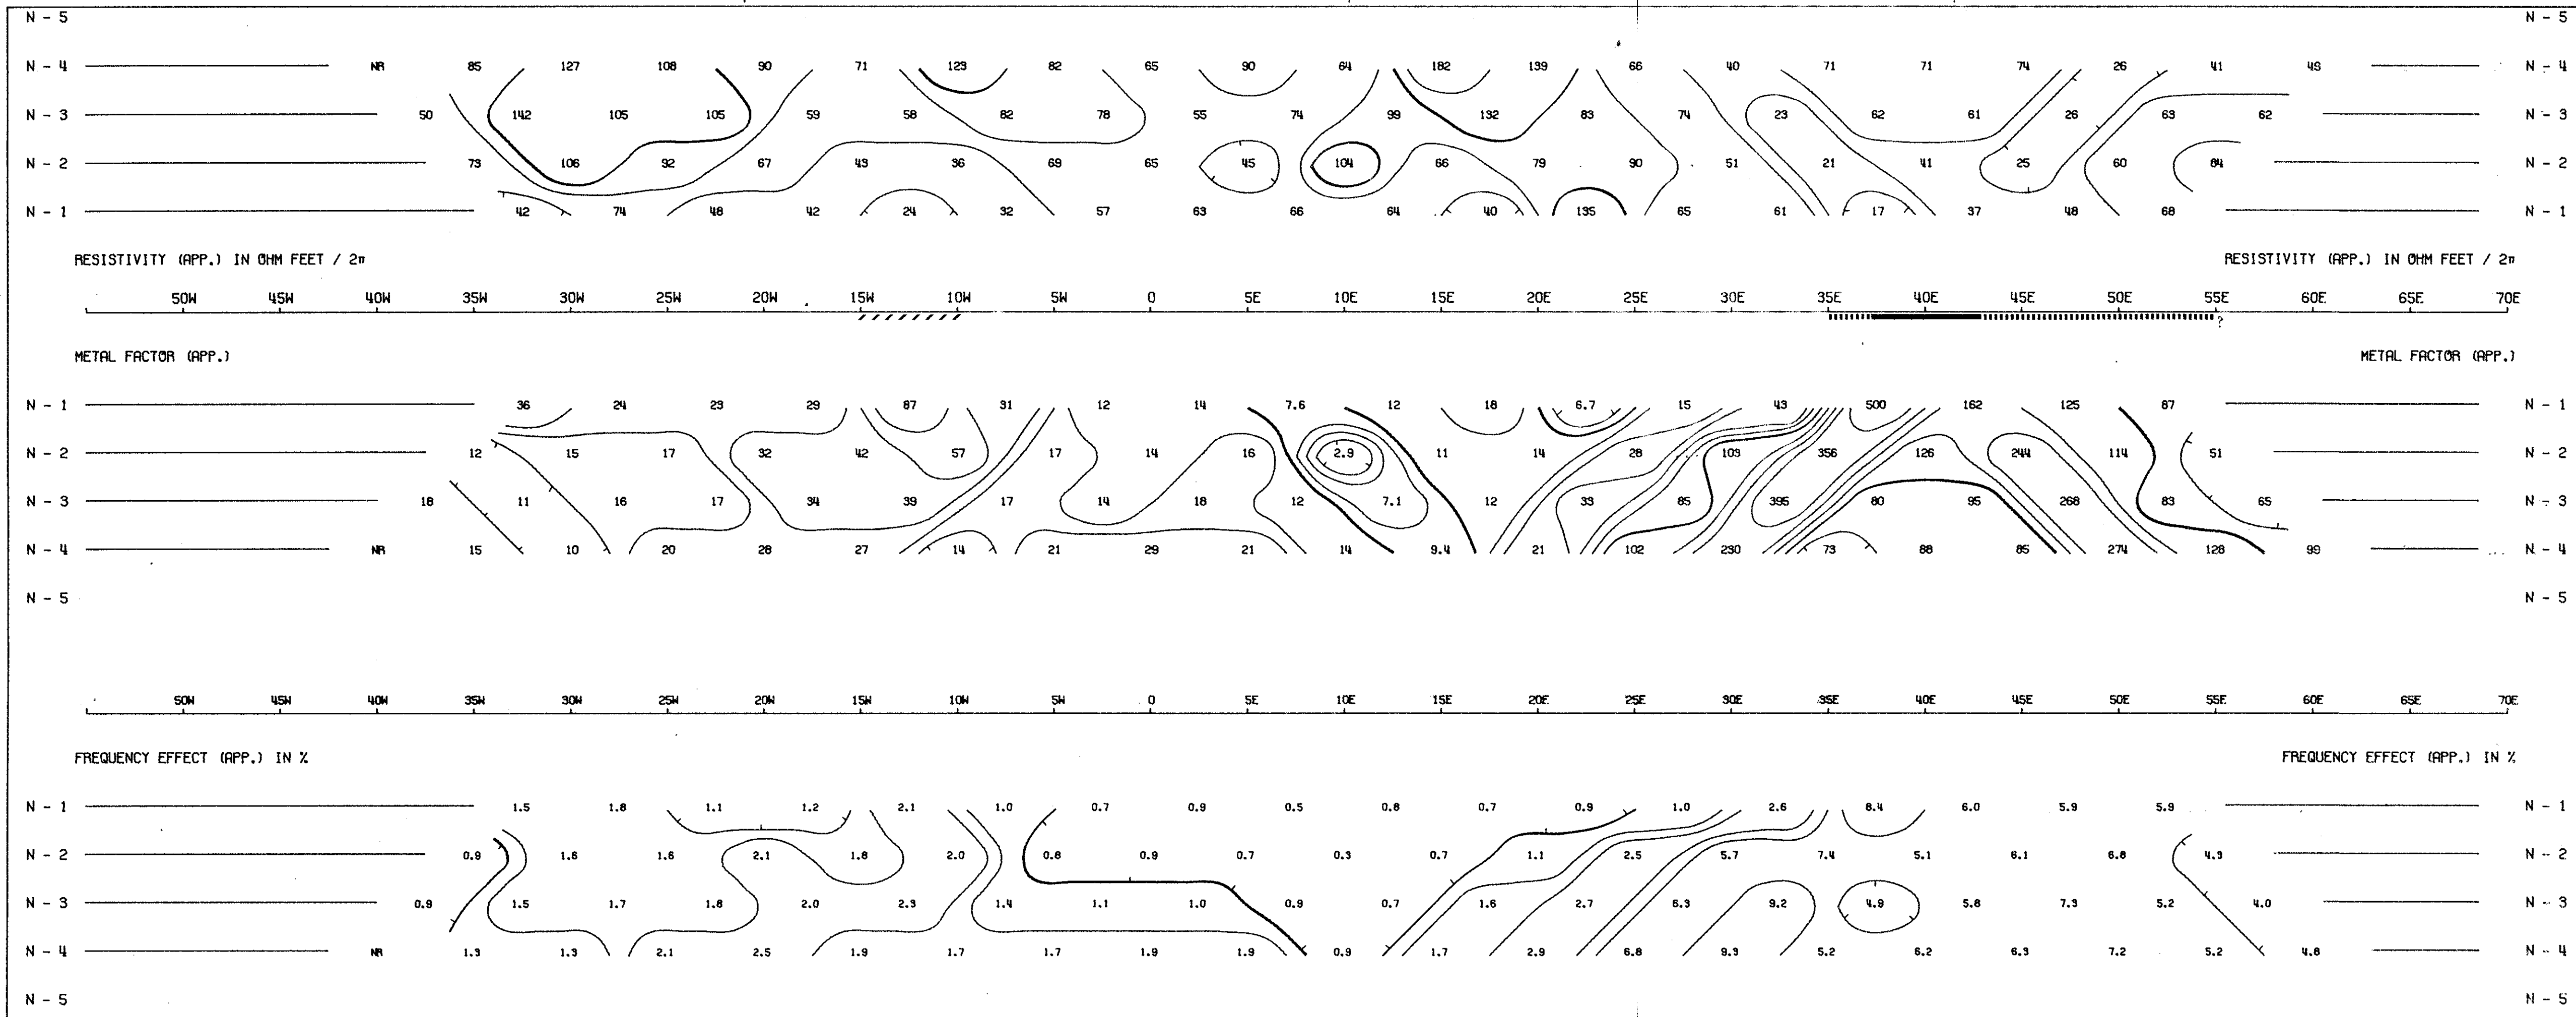 N - 5 N - 5
N - 4 NR 85 127 108 90 71 123 82 65 90 64 182 139 66 40 71 71 74 26 41 49 N - 4
N - 3 50 142 105 105 59 58 82 78 55 74 99 132 83 74 23 62 61 26 63 62 N - 3
N - 2 73 106 92 67 43 36 69 65 45 104 66 79 90 51 21 41 25 60 84 N - 2
N - 1 42 74 48 42 24 32 57 63 66 64 40 135 65 61 17 37 48 68 N - 1
RESISTIVITY (APP.) IN OHM FEET / 2π RESISTIVITY (APP.) IN OHM FEET / 2π
50W 45W 40W 35W 30W 25W 20W 15W 10W 5W 0 5E 10E 15E 20E 25E 30E 35E 40E 45E 50E 55E 60E 65E 70E
?
METAL FACTOR (APP.) METAL FACTOR (APP.)
N - 1 36 24 23 29 87 31 12 14 7.6 12 18 6.7 15 43 500 162 125 87 N - 1
N - 2 12 15 17 32 42 57 17 14 16 2.9 11 14 28 103 356 126 244 114 51 N - 2
N - 3 18 11 16 17 34 39 17 14 18 12 7.1 12 33 85 395 80 95 268 83 65 N - 3
N - 4 NR 15 10 20 28 27 14 21 29 21 14 9.4 21 102 230 73 88 85 274 128 99 N - 4
N - 5 N - 5
50W 45W 40W 35W 30W 25W 20W 15W 10W 5W 0 5E 10E 15E 20E 25E 30E 35E 40E 45E 50E 55E 60E 65E 70E
FREQUENCY EFFECT (APP.) IN % FREQUENCY EFFECT (APP.) IN %
N - 1 1.5 1.8 1.1 1.2 2.1 1.0 0.7 0.9 0.5 0.8 0.7 0.9 1.0 2.6 8.4 6.0 5.9 5.9 N - 1
N - 2 0.9 1.6 1.6 2.1 1.8 2.0 0.8 0.9 0.7 0.3 0.7 1.1 2.5 5.7 7.4 5.1 6.1 6.8 4.3 N - 2
N - 3 0.9 1.5 1.7 1.8 2.0 2.3 1.4 1.1 1.0 0.9 0.7 1.6 2.7 6.3 9.2 4.9 5.8 7.3 5.2 4.0 N - 3
N - 4 NR 1.3 1.3 2.1 2.5 1.9 1.7 1.7 1.9 1.9 0.9 1.7 2.9 6.8 9.3 5.2 6.2 6.3 7.2 5.2 4.8 N - 4
N - 5 N - 5